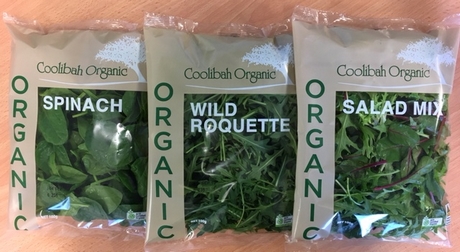 Coolibah Organic
SPINACH
ORGANIC
Coolibah Organic
WILD
ROQUETTE
ORGANIC
Coolibah Organic
SALAD MIX
ORGANIC